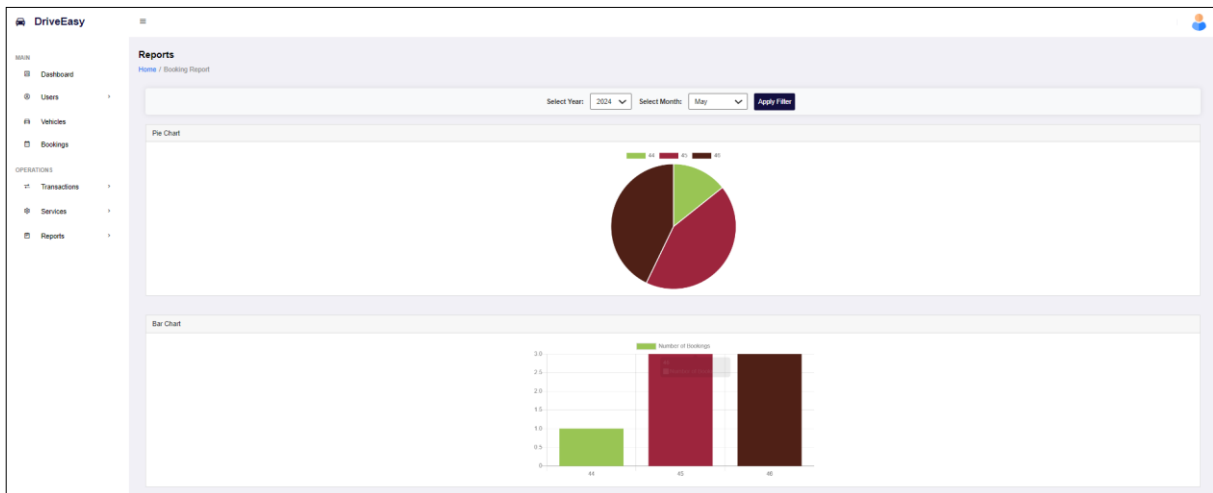 DriveEasy
MAIN
Dashboard
Users
Vehicles
Bookings
OPERATIONS
Transactions
Services
Reports
Reports
Home / Booking Report
Select Year: 2024 Select Month: May Apply Filter
Pie Chart
44 45 46
Bar Chart
Number of Bookings
3.0
2.5
2.0
1.5
1.0
0.5
0
44 45 46